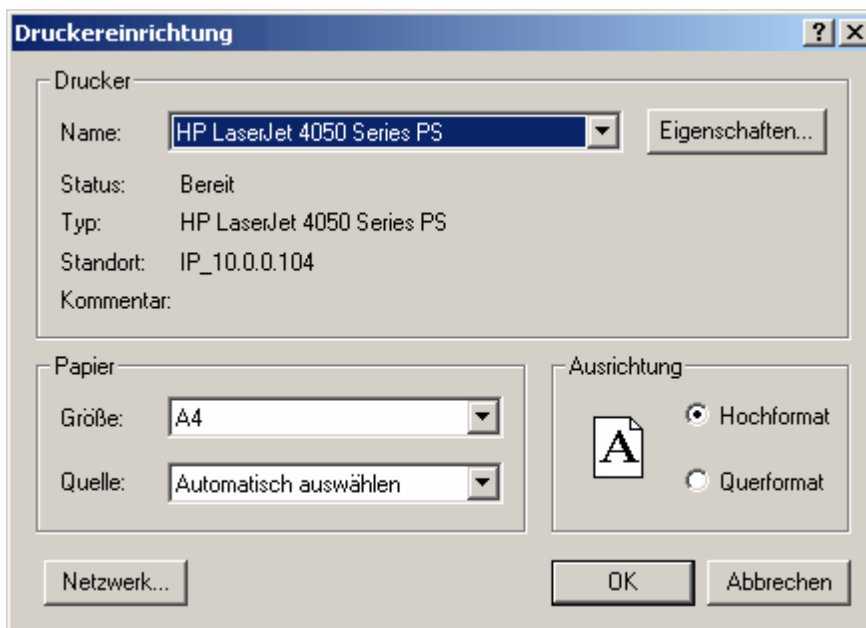 Druckereinrichtung
Drucker
Name: HP LaserJet 4050 Series PS Eigenschaften...
Status: Bereit
Typ: HP LaserJet 4050 Series PS
Standort: IP_10.0.0.104
Kommentar:
Papier
Größe: A4
Quelle: Automatisch auswählen
Ausrichtung
A
Hochformat
Querformat
Netzwerk... OK Abbrechen